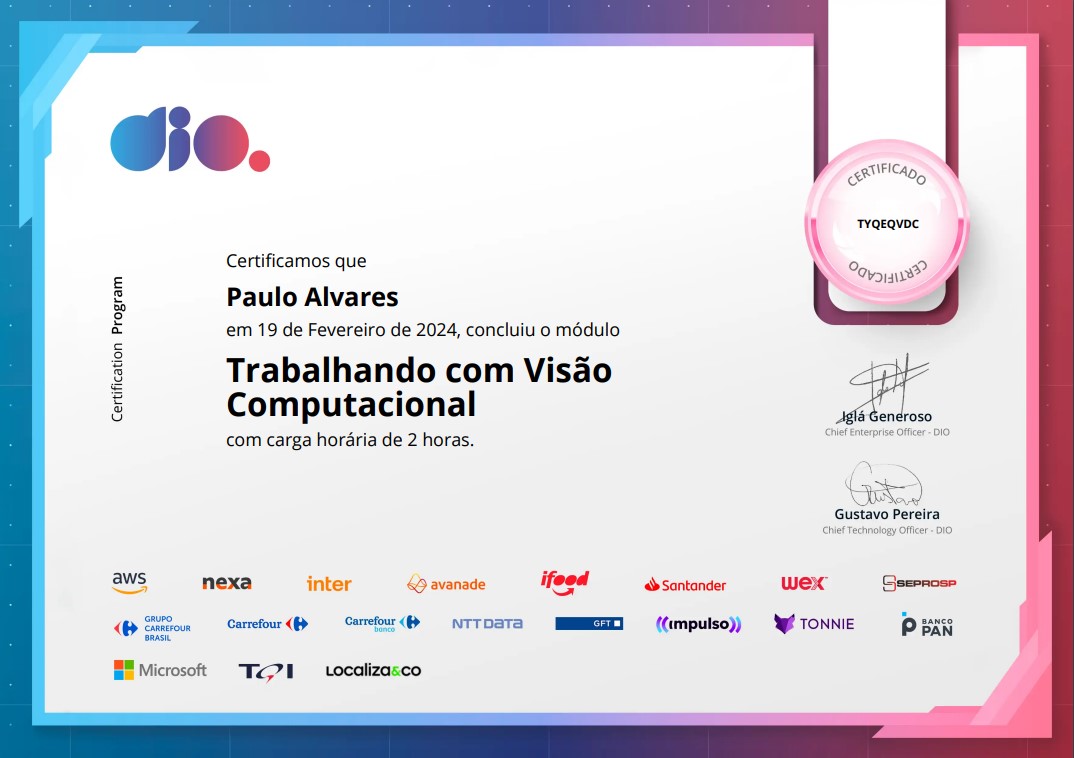 dio.
CERTIFICADO
TYQEQVDC
CERTIFICADO
Certification Program
Certificamos que
Paulo Alvares
em 19 de Fevereiro de 2024, concluiu o módulo
Trabalhando com Visão
Computacional
com carga horária de 2 horas.
Iglá Generoso
Chief Enterprise Officer - DIO
Gustavo
Gustavo Pereira
Chief Technology Officer - DIO
aws nexa inter avanade ifood Santander wex SEPROSP
GRUPO
CARREFOUR
BRASIL
Carrefour
Carrefour
banco
NTT DATA
GFT
impulso
TONNIE
BANCO
PAN
Microsoft
TQI
LOCALIZA&CO